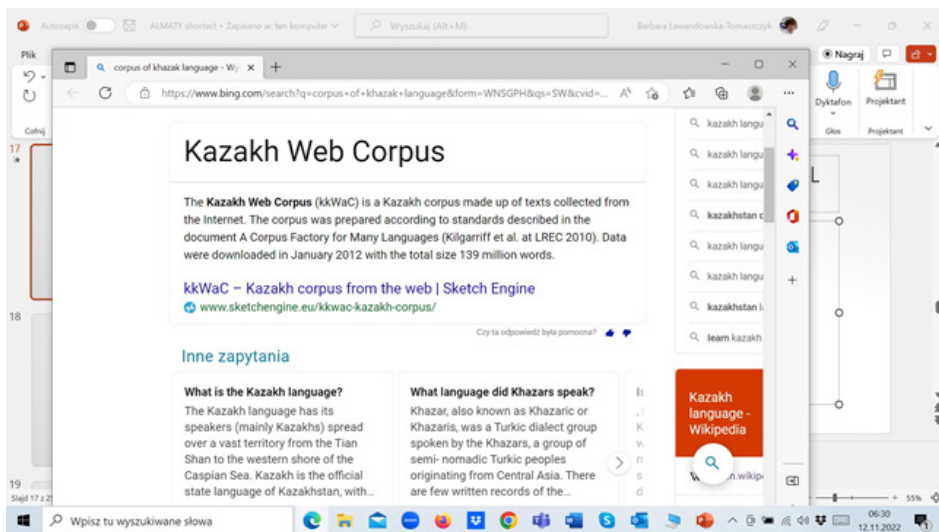 Autozapis
ALMATY shortest • Zapisano w: ten komputer
Wyszukaj (Alt+M)
Barbara Lewandowska-Tomaszczyk
Plik
Nagraj
corpus of khazak language - Wy
https://www.bing.com/search?q=corpus+of+khazak+language&form=WNSGPH&qs=SW&cvid=...
Dyktafon
Projektant
Cofnij
Głos
Projektant
17
18
19
Kazakh Web Corpus
The Kazakh Web Corpus (kkWaC) is a Kazakh corpus made up of texts collected from
the Internet. The corpus was prepared according to standards described in the
document A Corpus Factory for Many Languages (Kilgarriff et al. at LREC 2010). Data
were downloaded in January 2012 with the total size 139 million words.
kkWaC – Kazakh corpus from the web | Sketch Engine
www.sketchengine.eu/kkwac-kazakh-corpus/
Czy ta odpowiedź była pomocna?
Inne zapytania
What is the Kazakh language?
The Kazakh language has its
speakers (mainly Kazakhs) spread
over a vast territory from the Tian
Shan to the western shore of the
Caspian Sea. Kazakh is the official
state language of Kazakhstan, with...
What language did Khazars speak?
Khazar, also known as Khazaric or
Khazaris, was a Turkic dialect group
spoken by the Khazars, a group of
semi- nomadic Turkic peoples
originating from Central Asia. There
are few written records of the...
kazakh langu
kazakh langu
kazakh langu
kazakhstan c
kazakh langu
kazakh langu
kazakhstan l
learn kazakh
Kazakh
language -
Wikipedia
L
Slajd 17 z 2
55%
Wpisz tu wyszukiwane słowa
06:30
12.11.2022